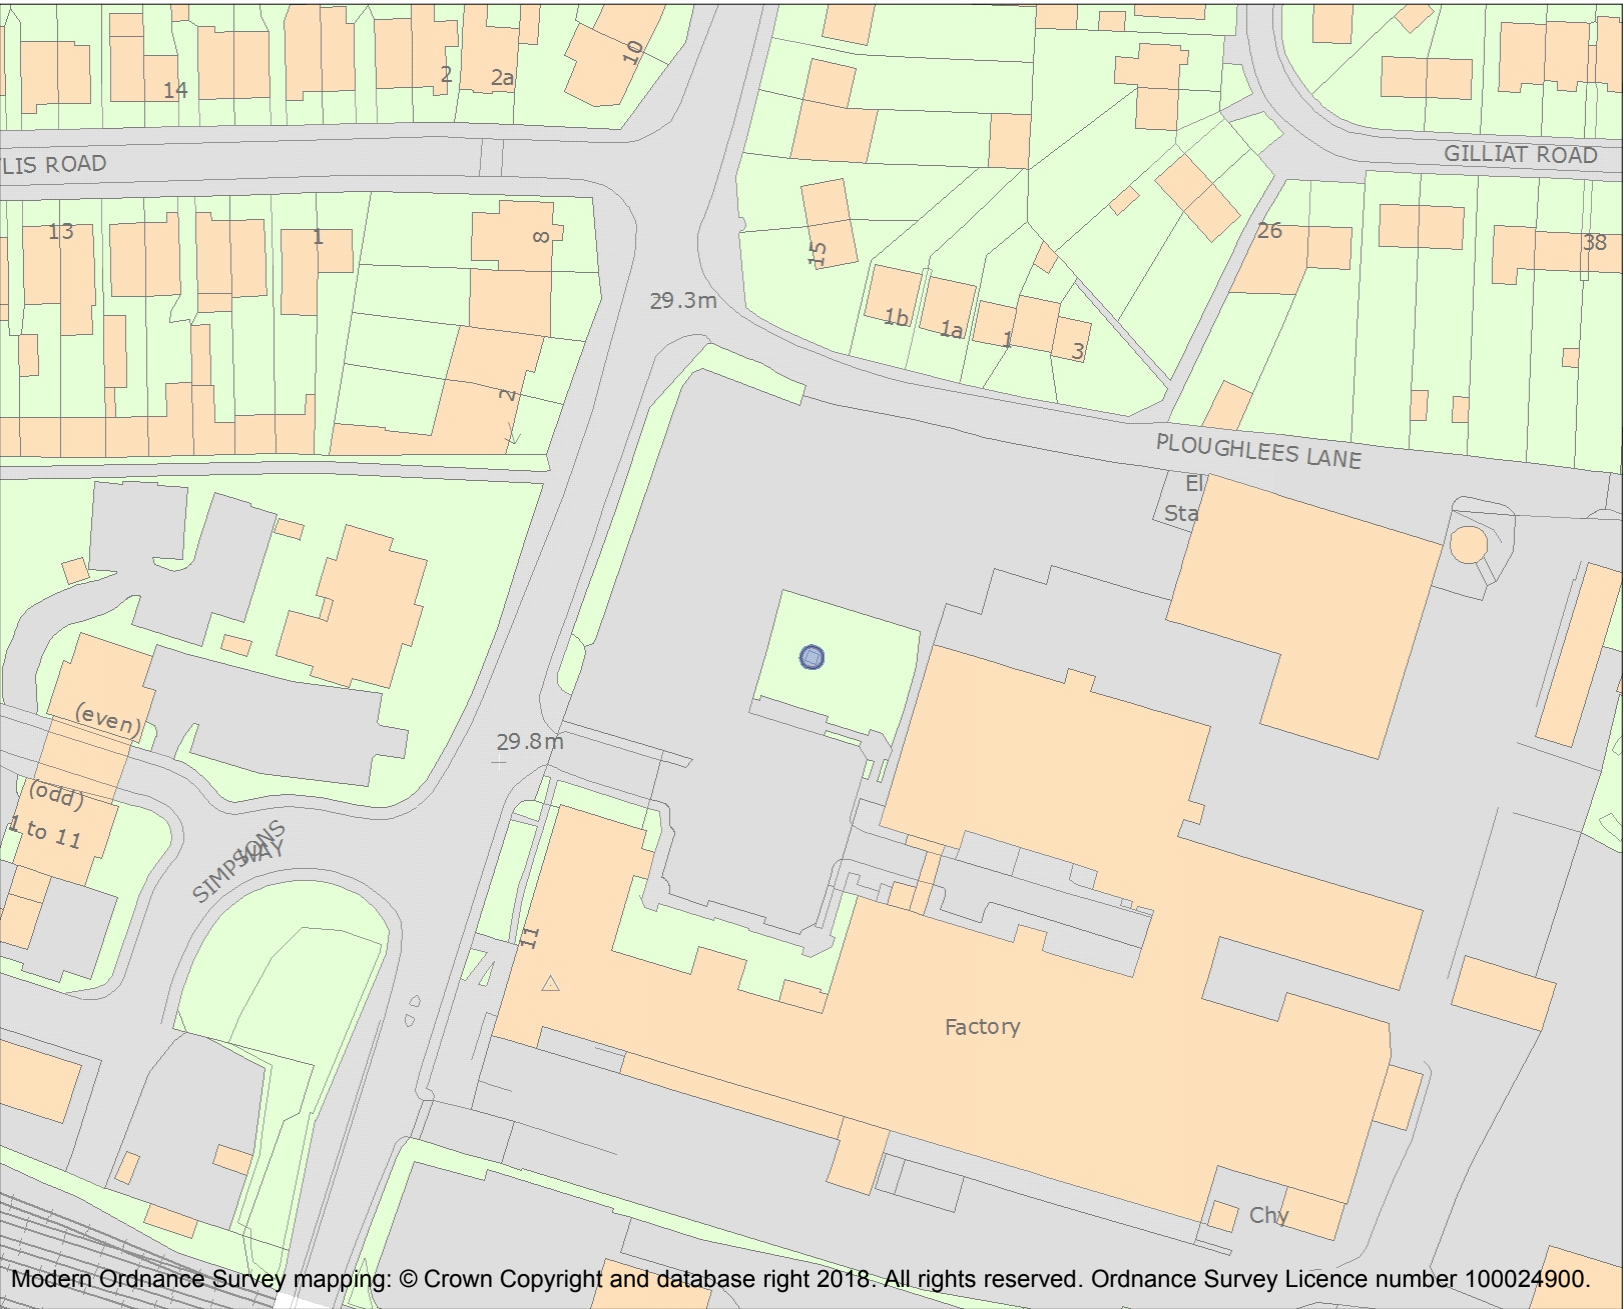 14
2
2a
10
LIS ROAD
GILLIAT ROAD
13
1
8
15
26
38
29.3m
1b
1a
1
3
2
PLOUGHLEES LANE
El
Sta
(even)
29.8m
(odd)
1 to 11
SIMPSONS
WAY
11
Factory
Chy
Modern Ordnance Survey mapping: © Crown Copyright and database right 2018. All rights reserved. Ordnance Survey Licence number 100024900.